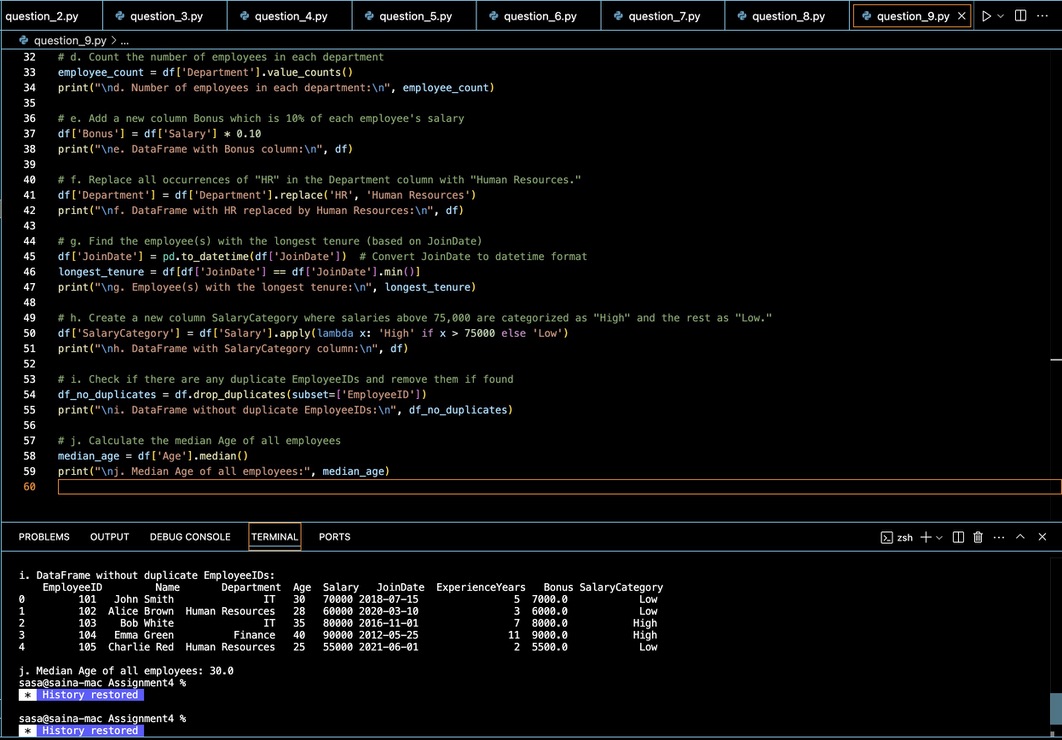 question_2.py question_3.py question_4.py question_5.py question_6.py question_7.py question_8.py question_9.py
question_9.py > ...
32 # d. Count the number of employees in each department
33 employee_count = df['Department'].value_counts()
34 print("\nd. Number of employees in each department:\n", employee_count)
35
36 # e. Add a new column Bonus which is 10% of each employee's salary
37 df['Bonus'] = df['Salary'] * 0.10
38 print("\ne. DataFrame with Bonus column:\n", df)
39
40 # f. Replace all occurrences of "HR" in the Department column with "Human Resources."
41 df['Department'] = df['Department'].replace('HR', 'Human Resources')
42 print("\nf. DataFrame with HR replaced by Human Resources:\n", df)
43
44 # g. Find the employee(s) with the longest tenure (based on JoinDate)
45 df['JoinDate'] = pd.to_datetime(df['JoinDate']) # Convert JoinDate to datetime format
46 longest_tenure = df[df['JoinDate'] == df['JoinDate'].min()]
47 print("\ng. Employee(s) with the longest tenure:\n", longest_tenure)
48
49 # h. Create a new column SalaryCategory where salaries above 75,000 are categorized as "High" and the rest as "Low."
50 df['SalaryCategory'] = df['Salary'].apply(lambda x: 'High' if x > 75000 else 'Low')
51 print("\nh. DataFrame with SalaryCategory column:\n", df)
52
53 # i. Check if there are any duplicate EmployeeIDs and remove them if found
54 df_no_duplicates = df.drop_duplicates(subset=['EmployeeID'])
55 print("\ni. DataFrame without duplicate EmployeeIDs:\n", df_no_duplicates)
56
57 # j. Calculate the median Age of all employees
58 median_age = df['Age'].median()
59 print("\nj. Median Age of all employees:", median_age)
60
PROBLEMS OUTPUT DEBUG CONSOLE TERMINAL PORTS zsh
i. DataFrame without duplicate EmployeeIDs:
EmployeeID Name Department Age Salary JoinDate ExperienceYears Bonus SalaryCategory
0 101 John Smith IT 30 70000 2018-07-15 5 7000.0 Low
1 102 Alice Brown Human Resources 28 60000 2020-03-10 3 6000.0 Low
2 103 Bob White IT 35 80000 2016-11-01 7 8000.0 High
3 104 Emma Green Finance 40 90000 2012-05-25 11 9000.0 High
4 105 Charlie Red Human Resources 25 55000 2021-06-01 2 5500.0 Low
j. Median Age of all employees: 30.0
sasa@saina-mac Assignment4 %
* History restored
sasa@saina-mac Assignment4 %
* History restored